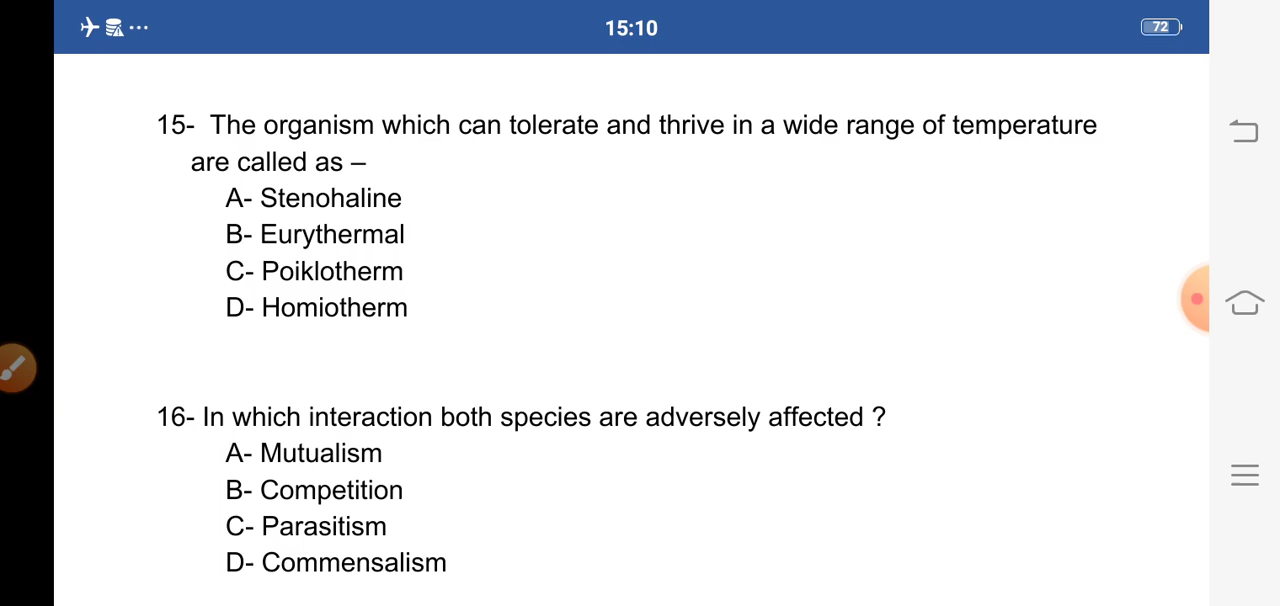 15:10
72
15- The organism which can tolerate and thrive in a wide range of temperature
are called as –
A- Stenohaline
B- Eurythermal
C- Poiklotherm
D- Homiotherm
16- In which interaction both species are adversely affected ?
A- Mutualism
B- Competition
C- Parasitism
D- Commensalism